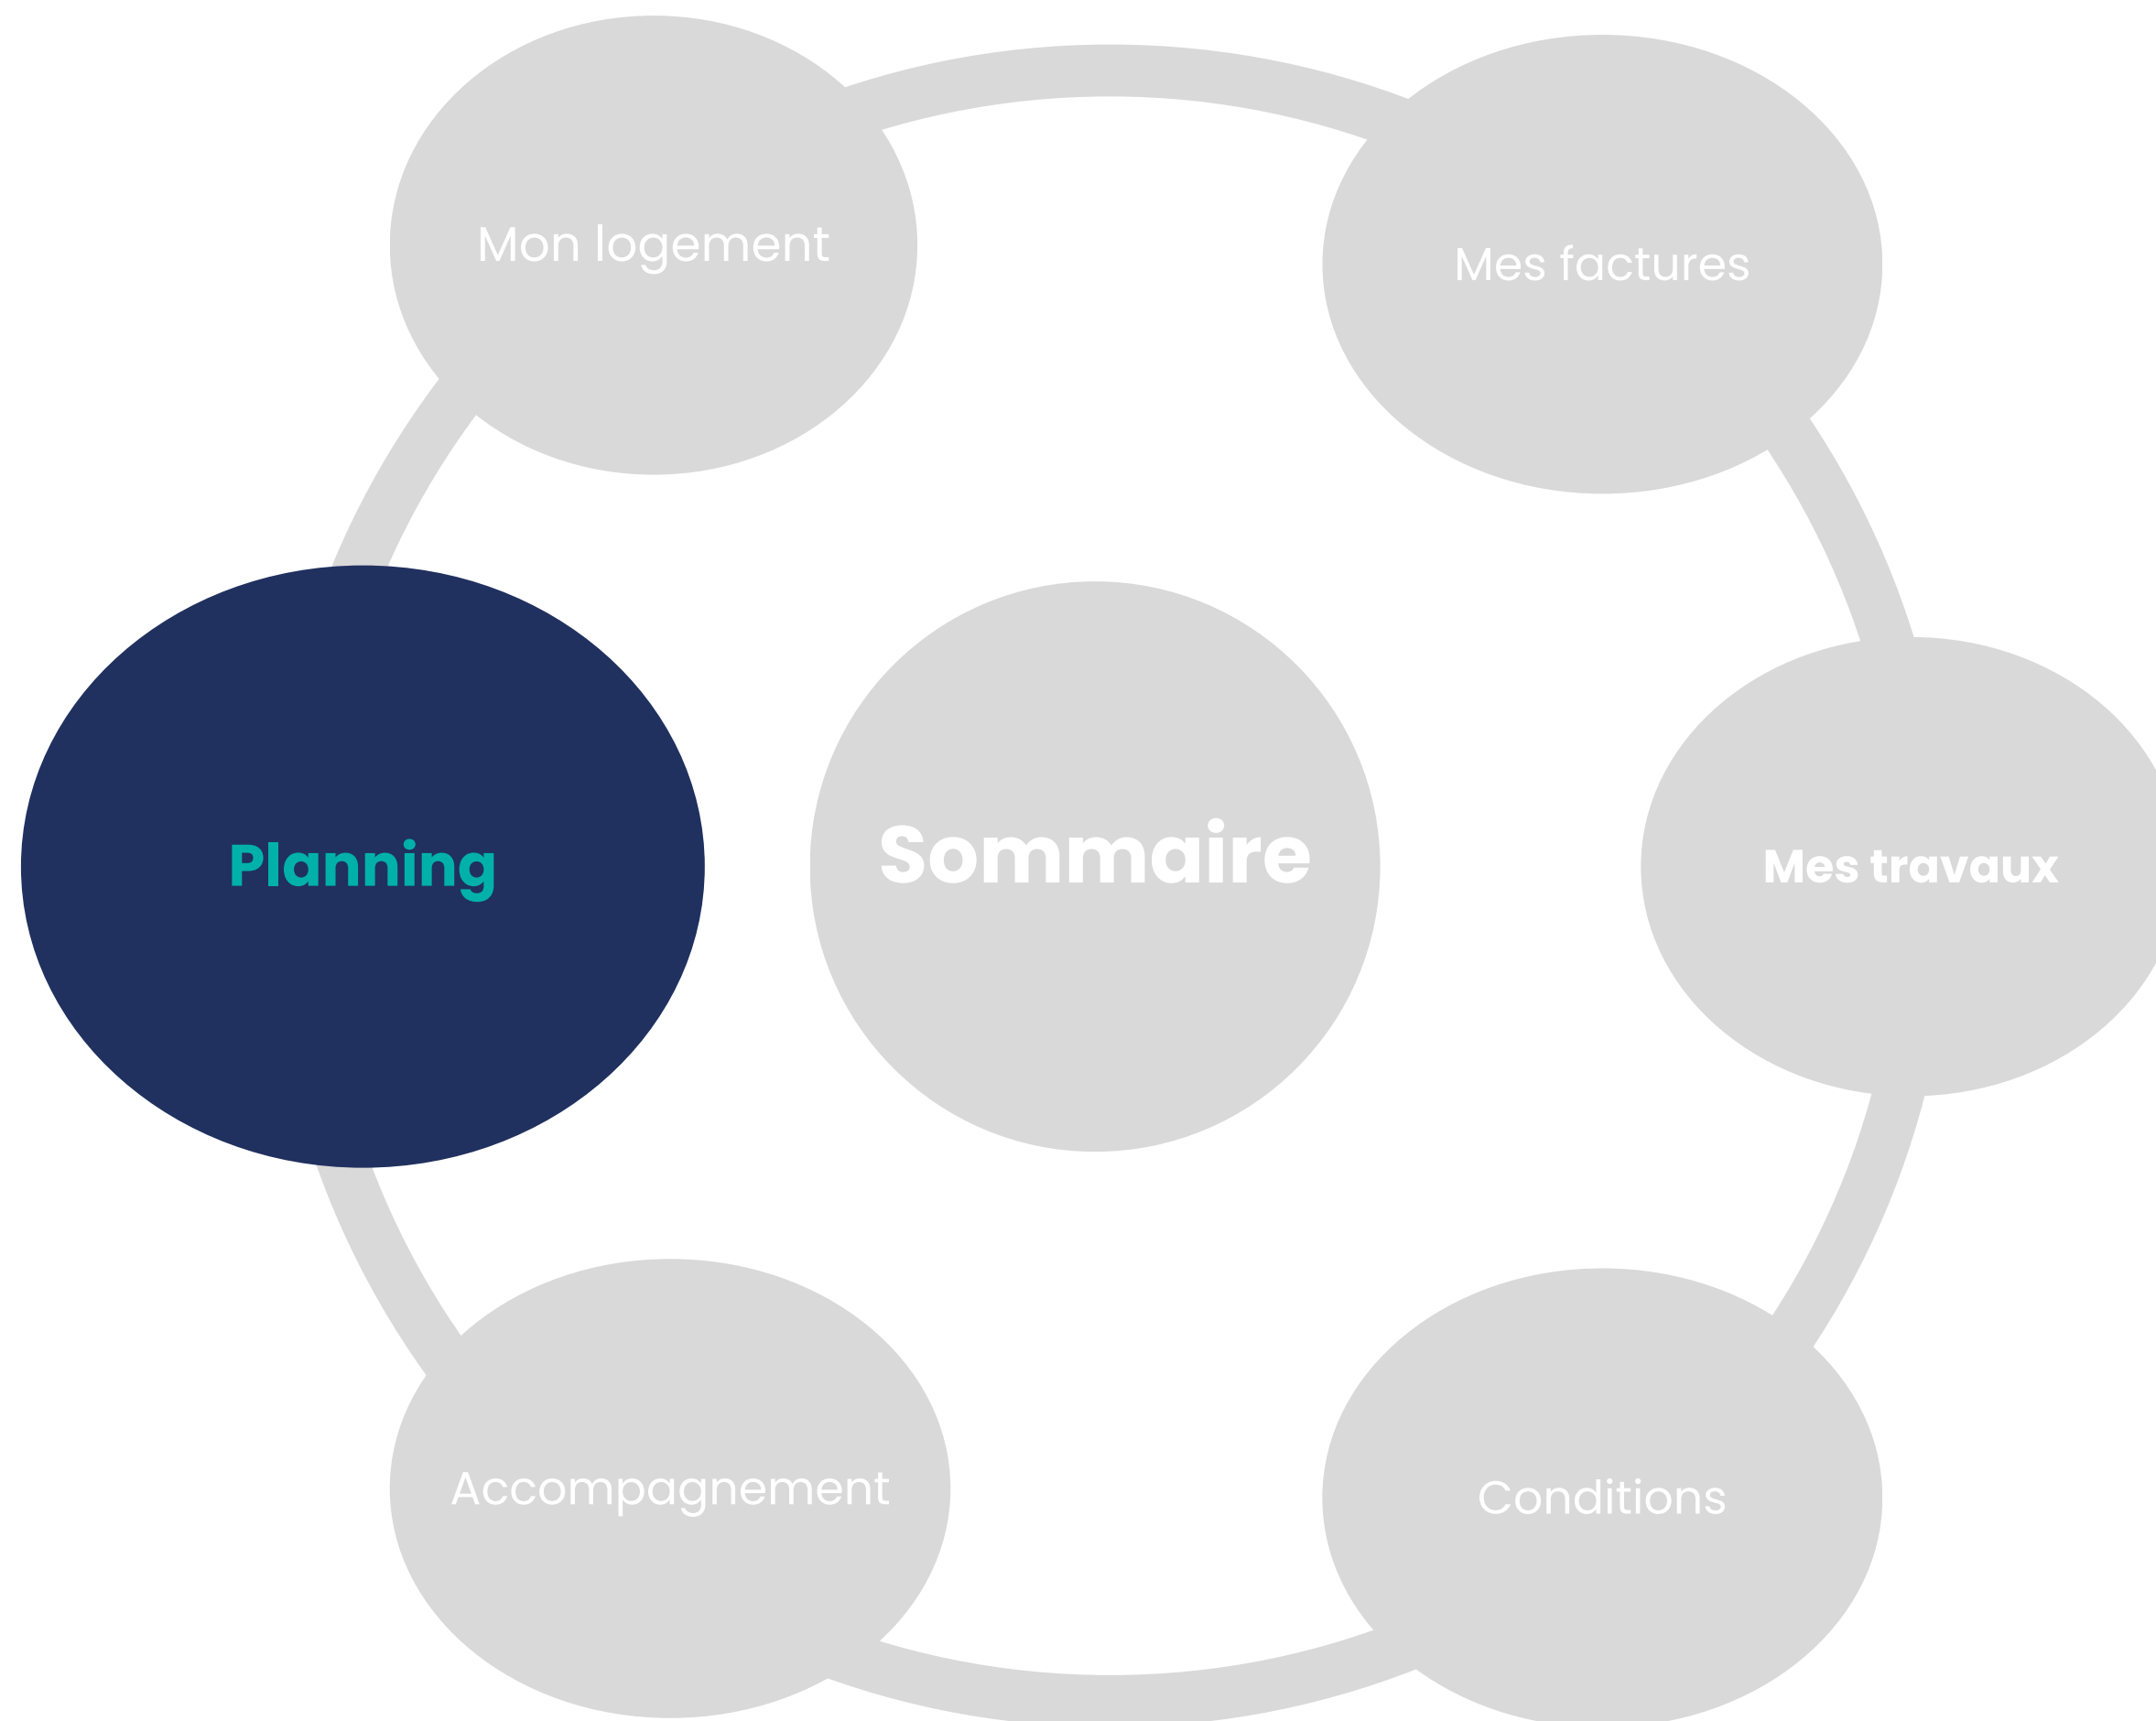 Mon logement
Mes factures
Planning
Sommaire
Mes travaux
Accompagnement
Conditions